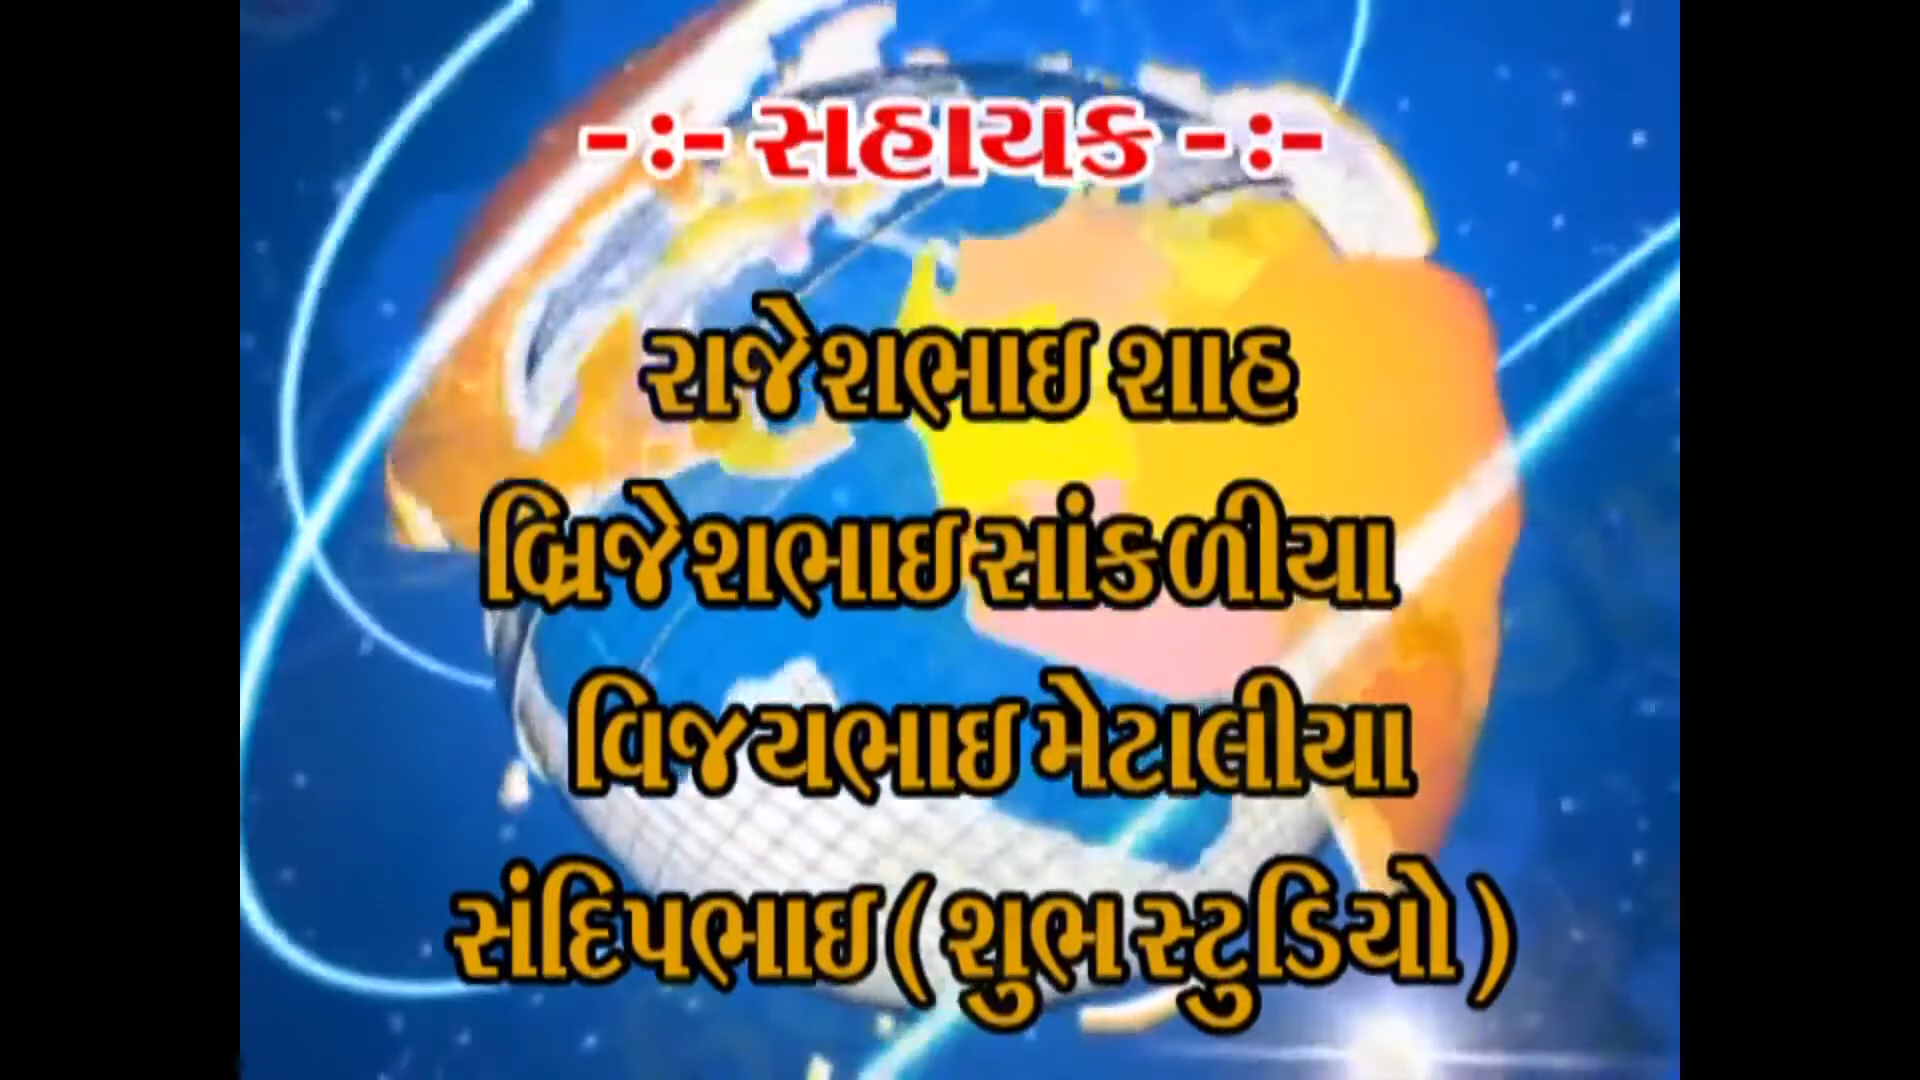 -ઃ- સહાયક -ઃ-
રાજેશભાઇ શાહ
બ્રિજેશભાઇ સાંકળીયા
વિજયભાઇ મેટાલીયા
સંદિપભાઇ ( શુભ સ્ટુડિયો )